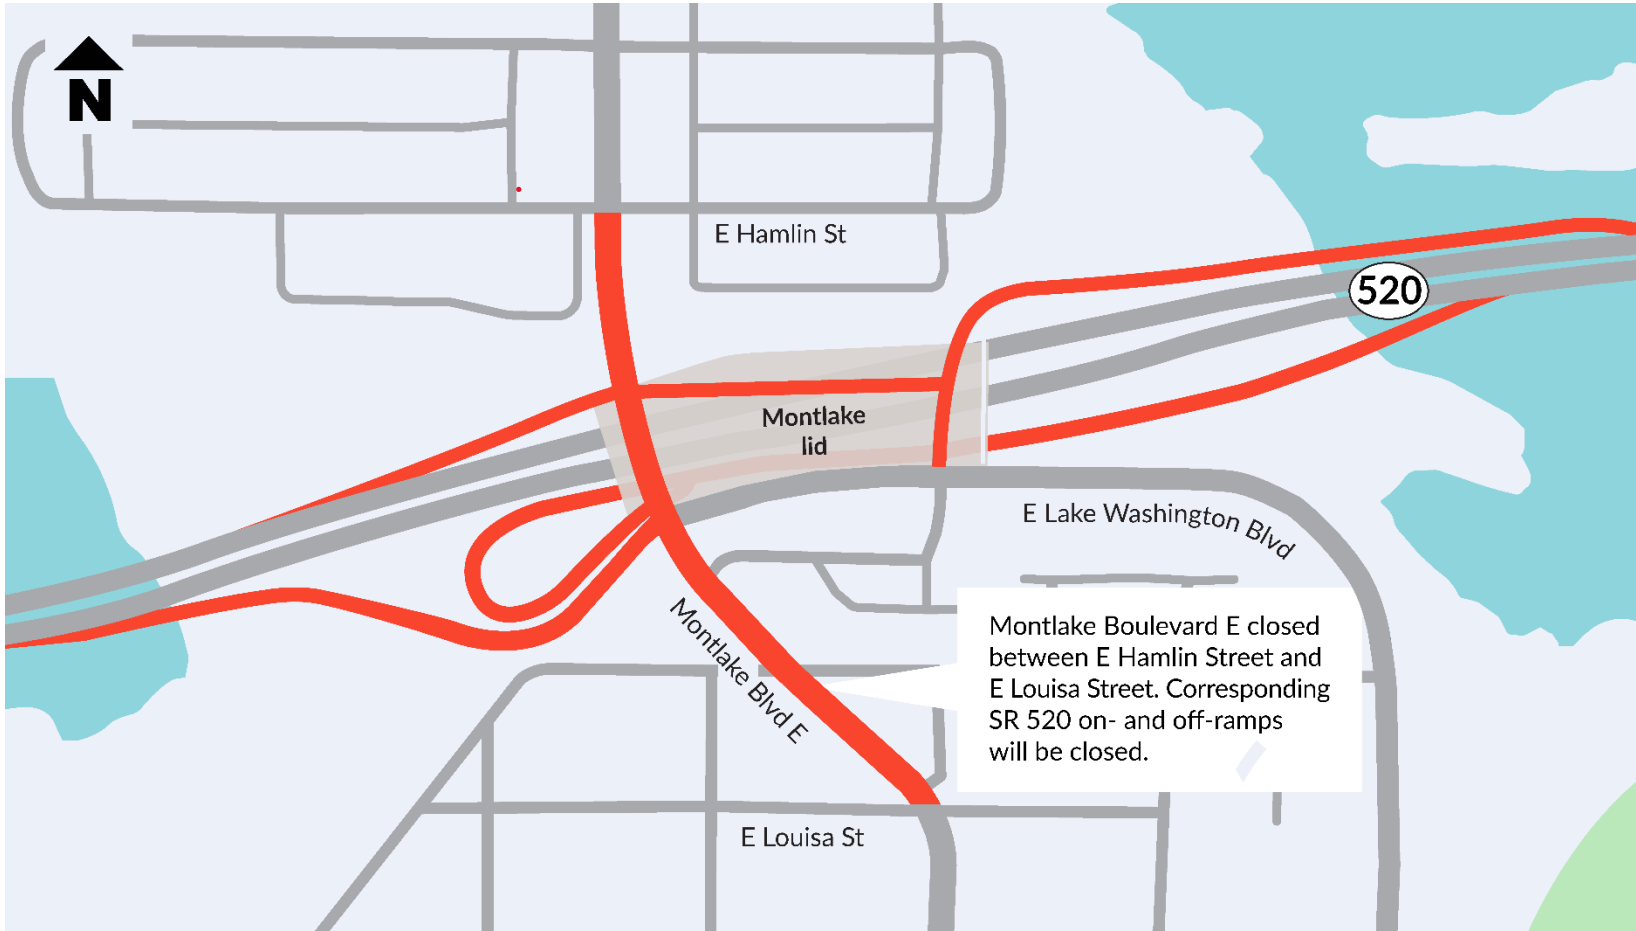 N
E Hamlin St
520
Montlake
lid
E Lake Washington Blvd
Montlake Blvd E
Montlake Boulevard E closed
between E Hamlin Street and
E Louisa Street. Corresponding
SR 520 on- and off-ramps
will be closed.
E Louisa St